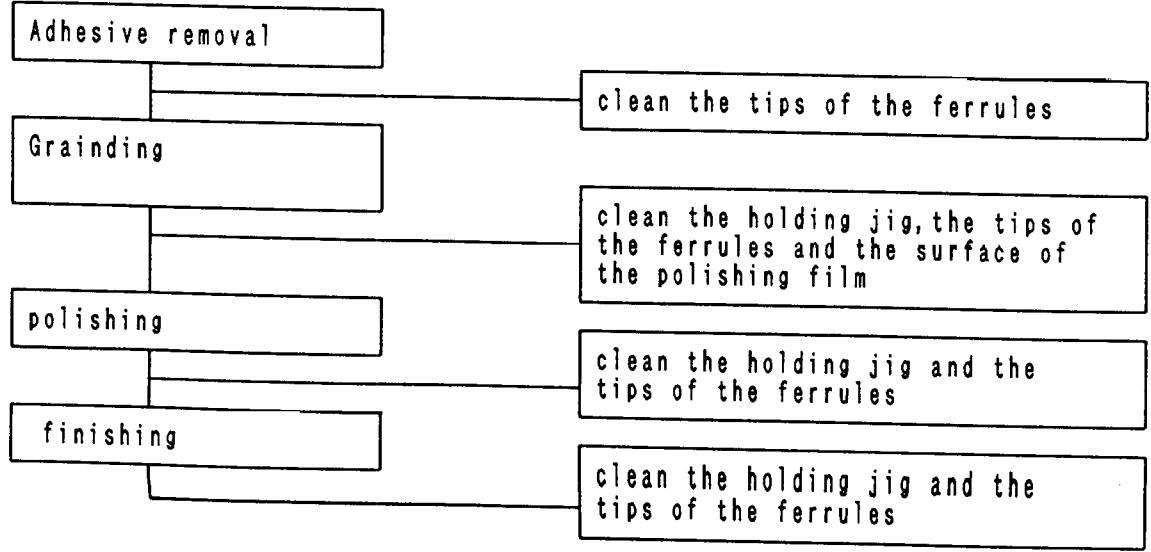 Adhesive removal
clean the tips of the ferrules
Grainding
clean the holding jig, the tips of
the ferrules and the surface of
the polishing film
polishing
clean the holding jig and the
tips of the ferrules
finishing
clean the holding jig and the
tips of the ferrules